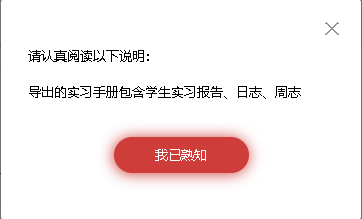 请认真阅读以下说明：
导出的实习手册包含学生实习报告、日志、周志
我已熟知